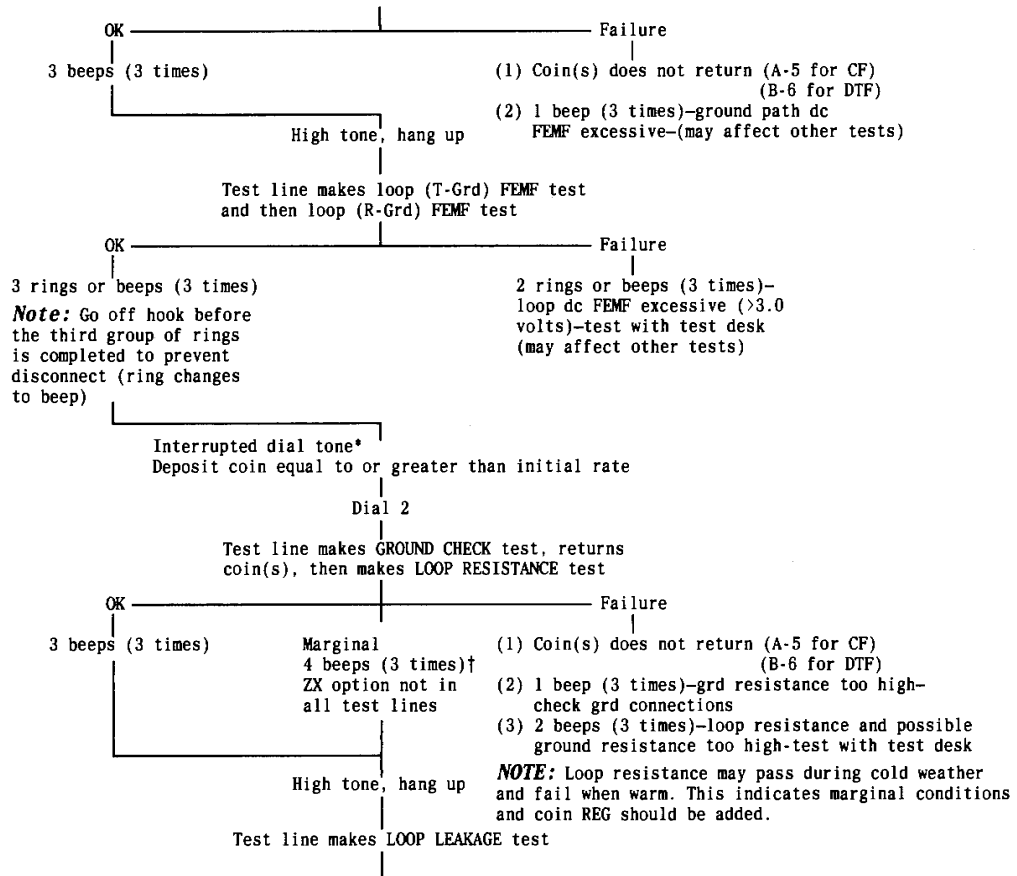 OK
Failure
3 beeps (3 times)
(1) Coin(s) does not return (A-5 for CF)
(B-6 for DTF)
(2) 1 beep (3 times)–ground path dc
FEMF excessive–(may affect other tests)
High tone, hang up
Test line makes loop (T-Grd) FEMF test
and then loop (R-Grd) FEMF test
OK
Failure
3 rings or beeps (3 times)
Note: Go off hook before
the third group of rings
is completed to prevent
disconnect (ring changes
to beep)
2 rings or beeps (3 times)–
loop dc FEMF excessive (>3.0
volts)–test with test desk
(may affect other tests)
Interrupted dial tone*
Deposit coin equal to or greater than initial rate
Dial 2
Test line makes GROUND CHECK test, returns
coin(s), then makes LOOP RESISTANCE test
OK
Failure
3 beeps (3 times)
Marginal
4 beeps (3 times)†
ZX option not in
all test lines
(1) Coin(s) does not return (A-5 for CF)
(B-6 for DTF)
(2) 1 beep (3 times)–grd resistance too high–
check grd connections
(3) 2 beeps (3 times)–loop resistance and possible
ground resistance too high-test with test desk
NOTE: Loop resistance may pass during cold weather
and fail when warm. This indicates marginal conditions
and coin REG should be added.
High tone, hang up
Test line makes LOOP LEAKAGE test